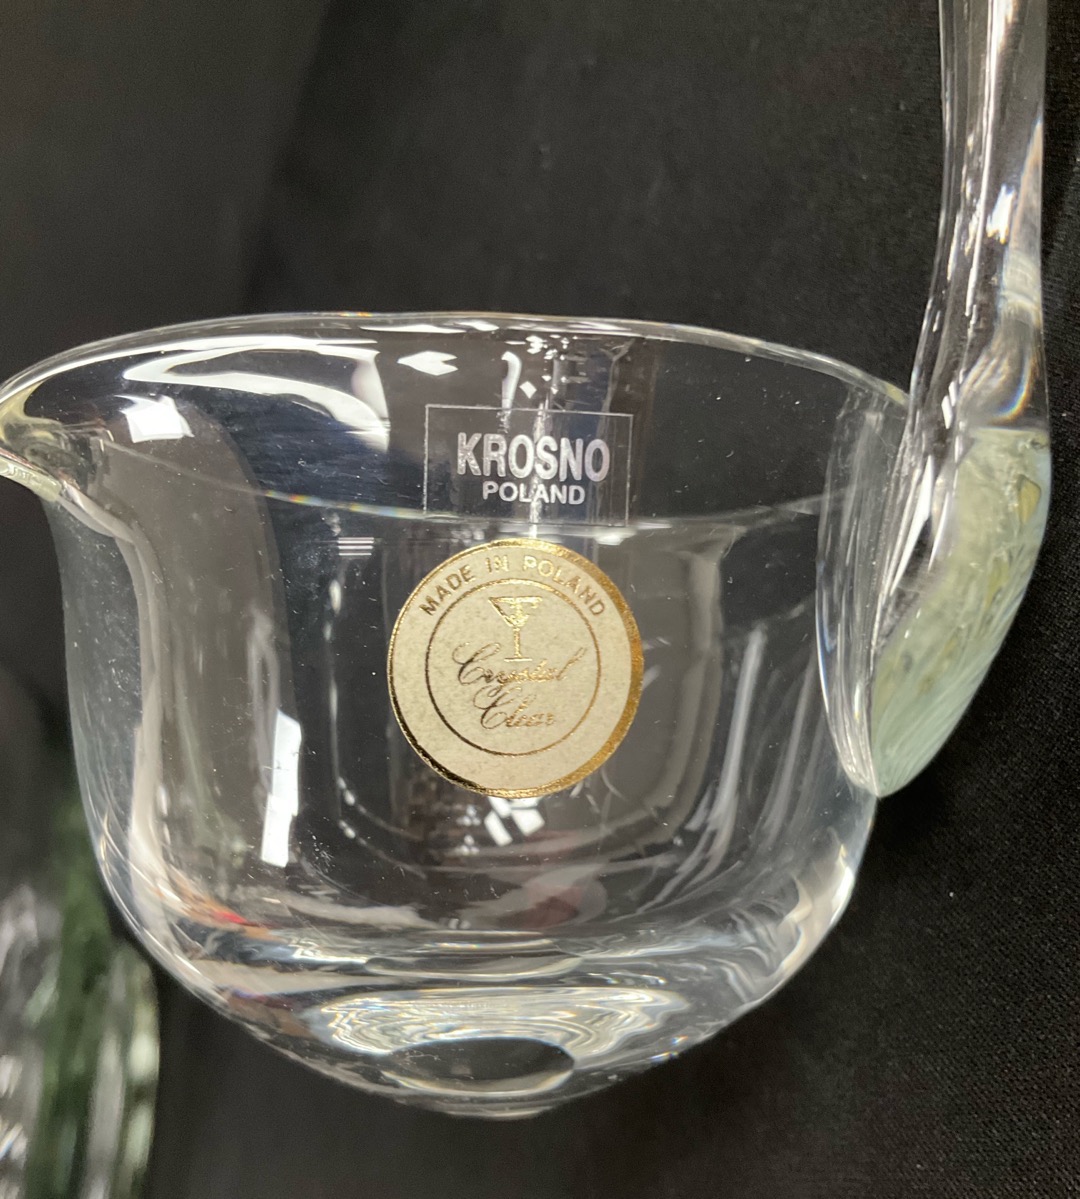 KROSNO
POLAND
MADE IN POLAND
Crystal
Clear